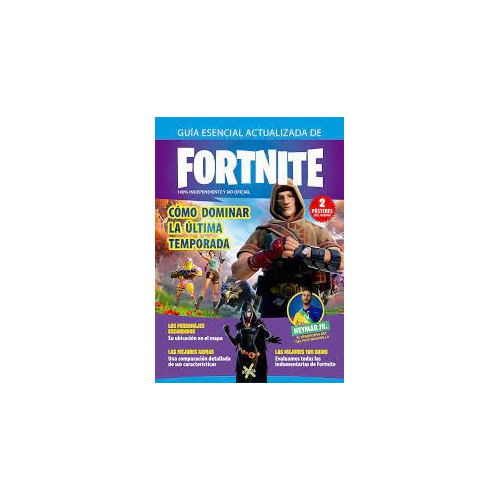 GUÍA ESENCIAL ACTUALIZADA DE
FORTNITE
100% INDEPENDIENTE Y NO OFICIAL
2
PÓSTERES
CÓMO DOMINAR
LA ÚLTIMA
TEMPORADA
NEYMAR JR.
LOS PERSONAJES
ESCONDIDOS
Su ubicación en el mapa
LAS MEJORES ARMAS
Una comparación detallada
de sus características
LAS MEJORES 100 SKINS
Evaluamos todas las
indumentarias de Fortnite